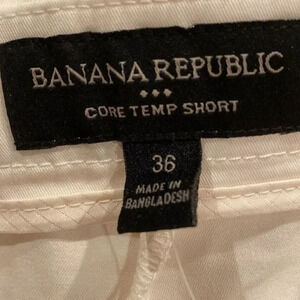 BANANA REPUBLIC
CORE TEMP SHORT
36
MADE IN
BANGLADESH